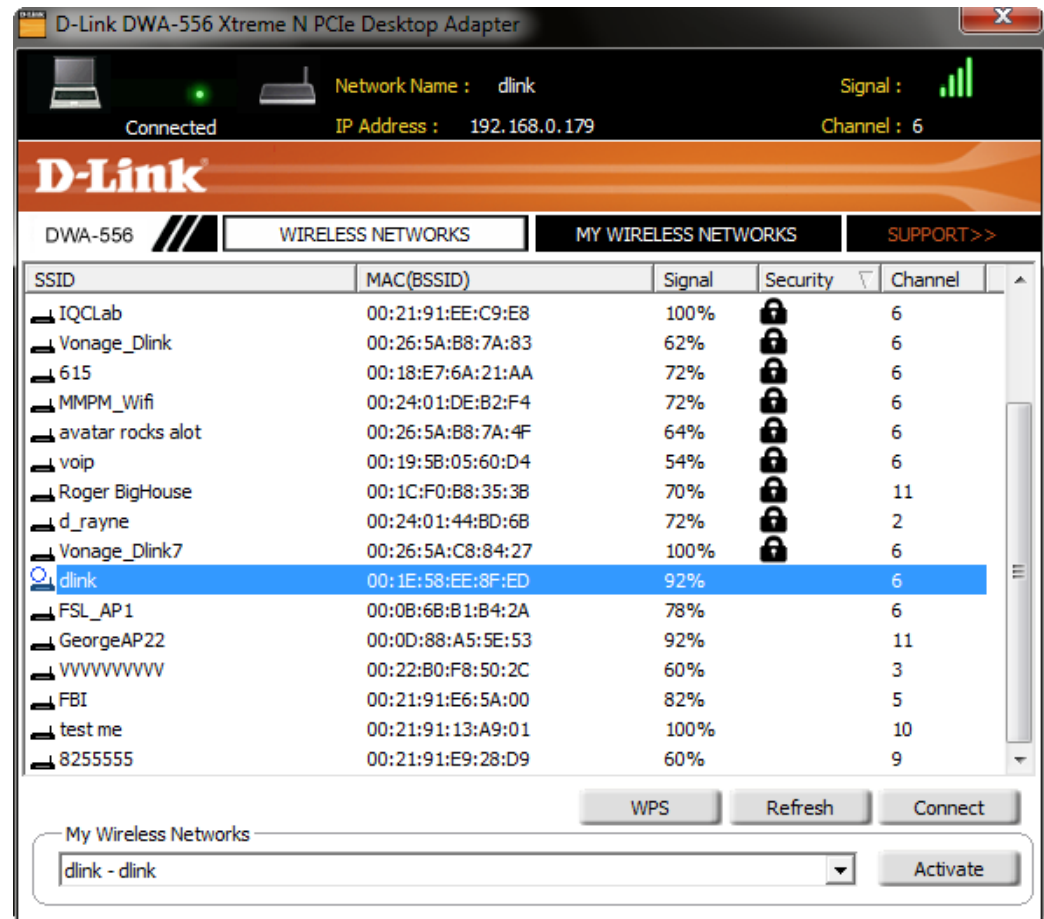 D-Link DWA-556 Xtreme N PCIe Desktop Adapter
Network Name : dlink Signal :
Connected IP Address : 192.168.0.179 Channel : 6
D-Link
DWA-556 WIRELESS NETWORKS MY WIRELESS NETWORKS SUPPORT>>
SSID MAC(BSSID) Signal Security Channel
IQCLab 00:21:91:EE:C9:E8 100% 6
Vonage_Dlink 00:26:5A:B8:7A:83 62% 6
615 00:18:E7:6A:21:AA 72% 6
MMPM_Wifi 00:24:01:DE:B2:F4 72% 6
avatar rocks alot 00:26:5A:B8:7A:4F 64% 6
voip 00:19:5B:05:60:D4 54% 6
Roger BigHouse 00:1C:F0:B8:35:3B 70% 11
d_rayne 00:24:01:44:BD:6B 72% 2
Vonage_Dlink7 00:26:5A:C8:84:27 100% 6
dlink 00:1E:58:EE:8F:ED 92% 6
FSL_AP1 00:0B:6B:B1:B4:2A 78% 6
GeorgeAP22 00:0D:88:A5:5E:53 92% 11
VVVVVVVVVV 00:22:B0:F8:50:2C 60% 3
FBI 00:21:91:E6:5A:00 82% 5
test me 00:21:91:13:A9:01 100% 10
8255555 00:21:91:E9:28:D9 60% 9
WPS Refresh Connect
My Wireless Networks
dlink - dlink Activate